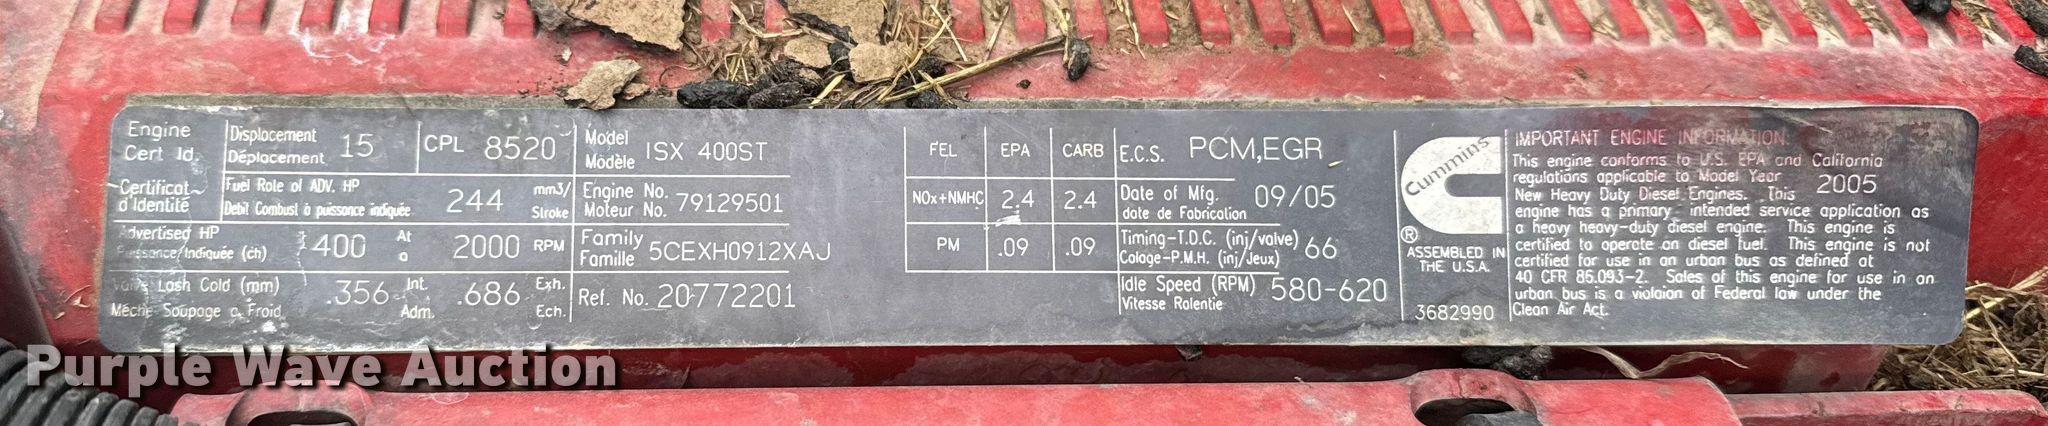 Engine
Cert Id.
Certificat
d'Identité
Displacement
Déplacement
15
CPL 8520
Fuel Rate of ADV. HP
Debit Combust à puissance indiquée
244
mm3/
Stroke
Advertised HP
Puissance/Indiquée (ch)
400
At
a
2000 RPM
Valve Lash Cold (mm)
Méche Soupape a Froid
.356
Int.
Adm.
.686
Exh.
Ech.
Model
Modèle
ISX 400ST
Engine No.
Moteur No.
79129501
Family
Famille
5CEXH0912XAJ
Ref. No. 20772201
FEL EPA CARB
NOx+NMHC 2.4 2.4
PM .09 .09
E.C.S. PCM,EGR
Date of Mfg.
date de Fabrication
09/05
Timing-T.D.C. (inj/valve)
Calage-P.M.H. (inj/Jeux)
66
Idle Speed (RPM)
Vitesse Ralentie
580-620
Cummins
®
ASSEMBLED IN
THE U.S.A.
3682990
IMPORTANT ENGINE INFORMATION
This engine conforms to U.S. EPA and California
regulations applicable to Model Year 2005
New Heavy Duty Diesel Engines. This
engine has a primary intended service application as
a heavy heavy-duty diesel engine. This engine is
certified to operate on diesel fuel. This engine is not
certified for use in an urban bus as defined at
40 CFR 86.093-2. Sales of this engine for use in an
urban bus is a violaion of Federal law under the
Clean Air Act.
Purple Wave Auction